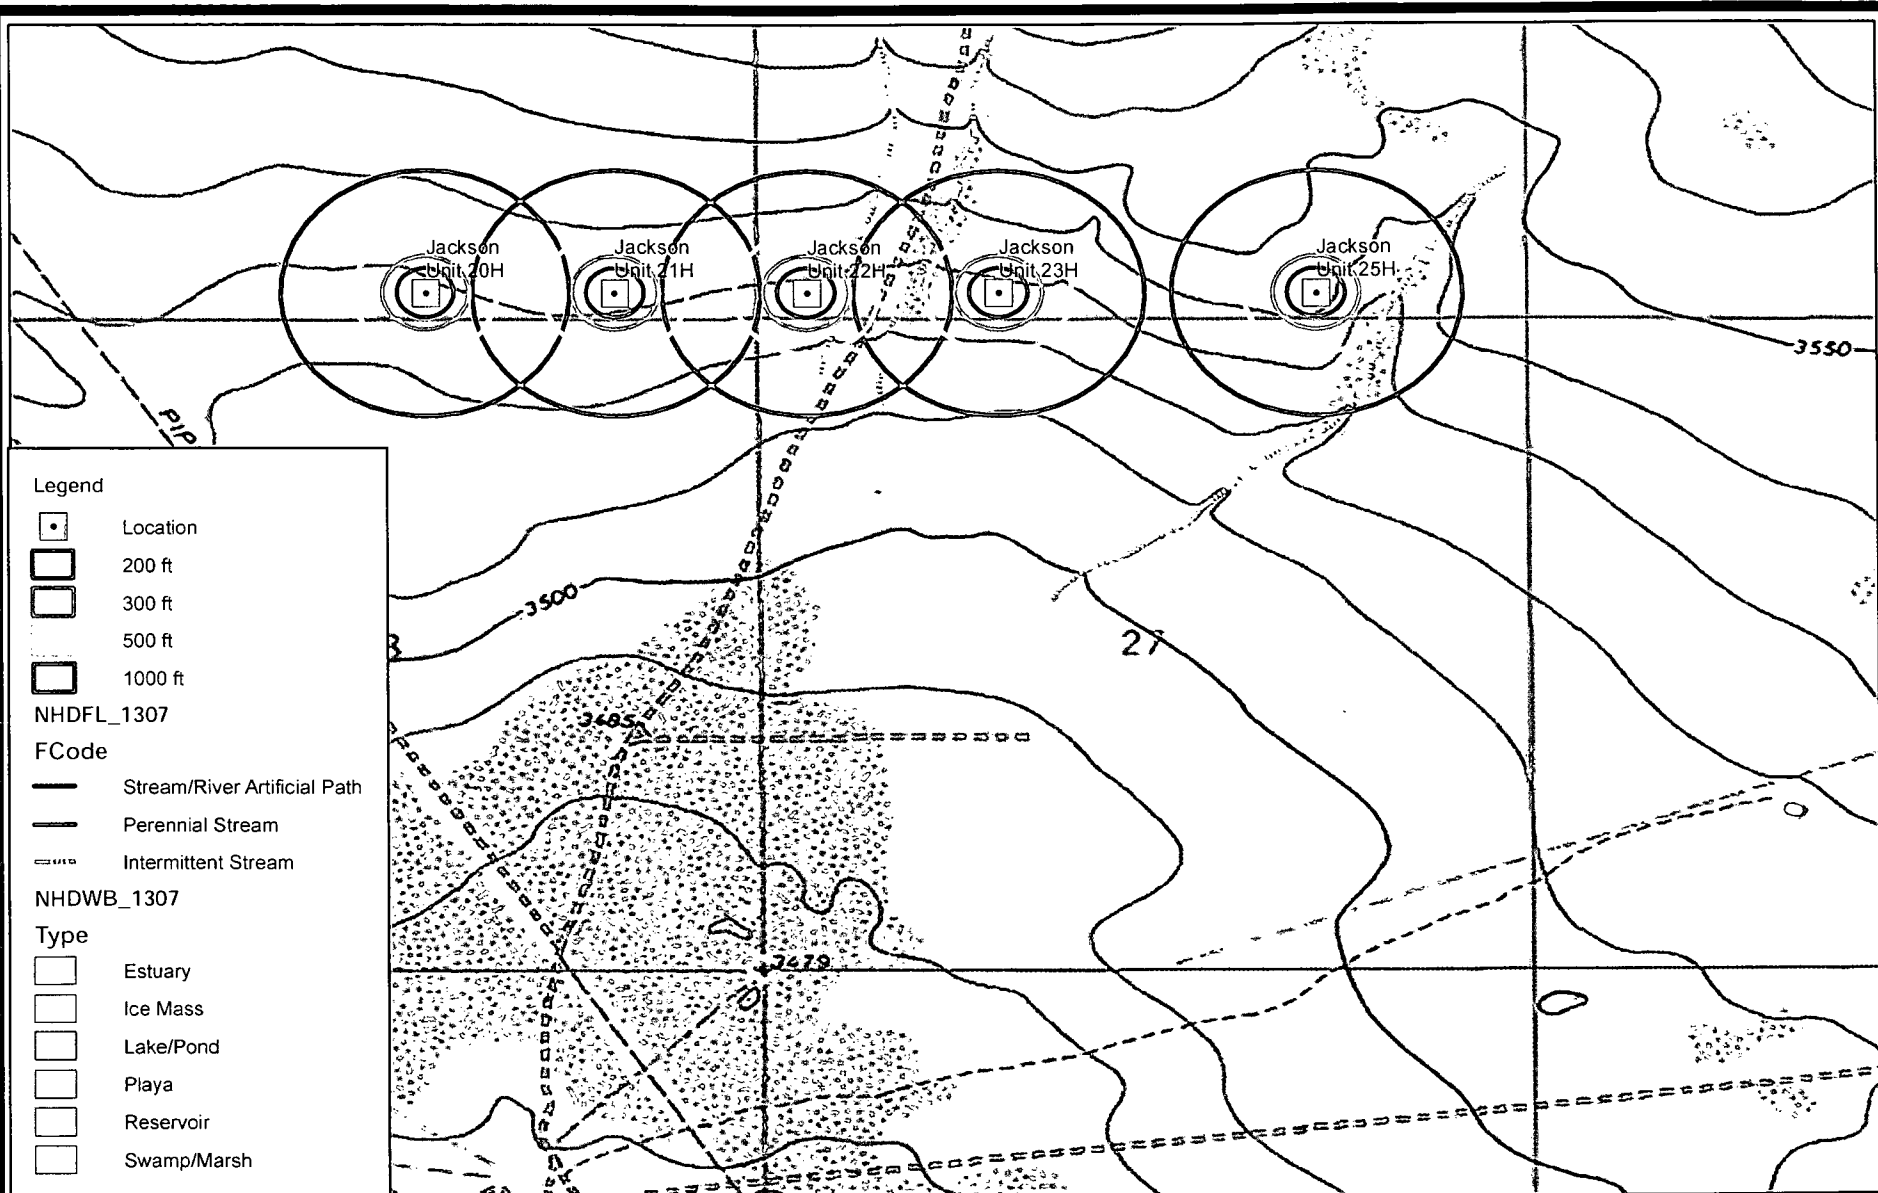 Jackson
Unit 20H
Jackson
Unit 21H
Jackson
Unit 22H
Jackson
Unit 23H
Jackson
Unit 25H
3550
PIP
3500
27
3485
3479
Legend
Location
200 ft
300 ft
500 ft
1000 ft
NHDFL_1307
FCode
Stream/River Artificial Path
Perennial Stream
Intermittent Stream
NHDWB_1307
Type
Estuary
Ice Mass
Lake/Pond
Playa
Reservoir
Swamp/Marsh